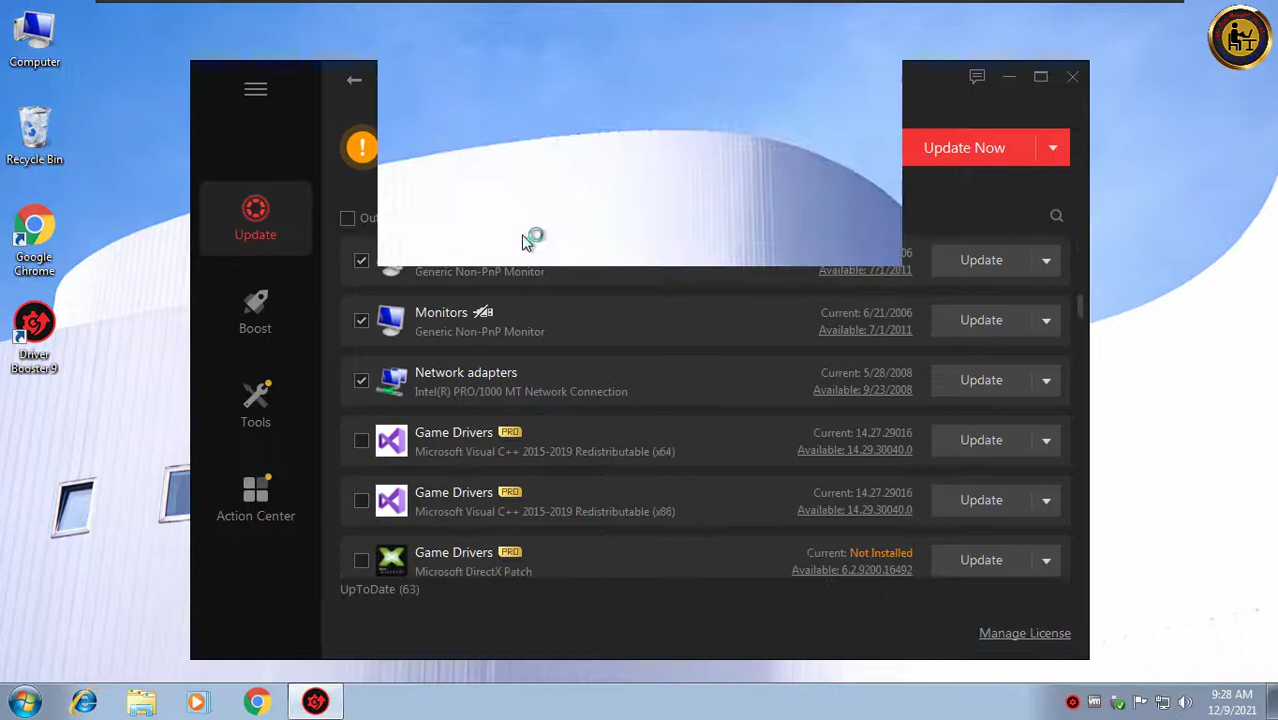 Computer
Recycle Bin
Google
Chrome
Driver
Booster 9
Update
Boost
Tools
Action Center
!
Update Now
Generic Non-PnP Monitor
Available: 7/1/2011
Update
Monitors
Generic Non-PnP Monitor
Current: 6/21/2006
Available: 7/1/2011
Update
Network adapters
Intel(R) PRO/1000 MT Network Connection
Current: 5/28/2008
Available: 9/23/2008
Update
Game Drivers PRO
Microsoft Visual C++ 2015-2019 Redistributable (x64)
Current: 14.27.29016
Available: 14.29.30040.0
Update
Game Drivers PRO
Microsoft Visual C++ 2015-2019 Redistributable (x86)
Current: 14.27.29016
Available: 14.29.30040.0
Update
Game Drivers PRO
Microsoft DirectX Patch
Current: Not Installed
Available: 6.2.9200.16492
Update
UpToDate (63)
Manage License
9:28 AM
12/9/2021